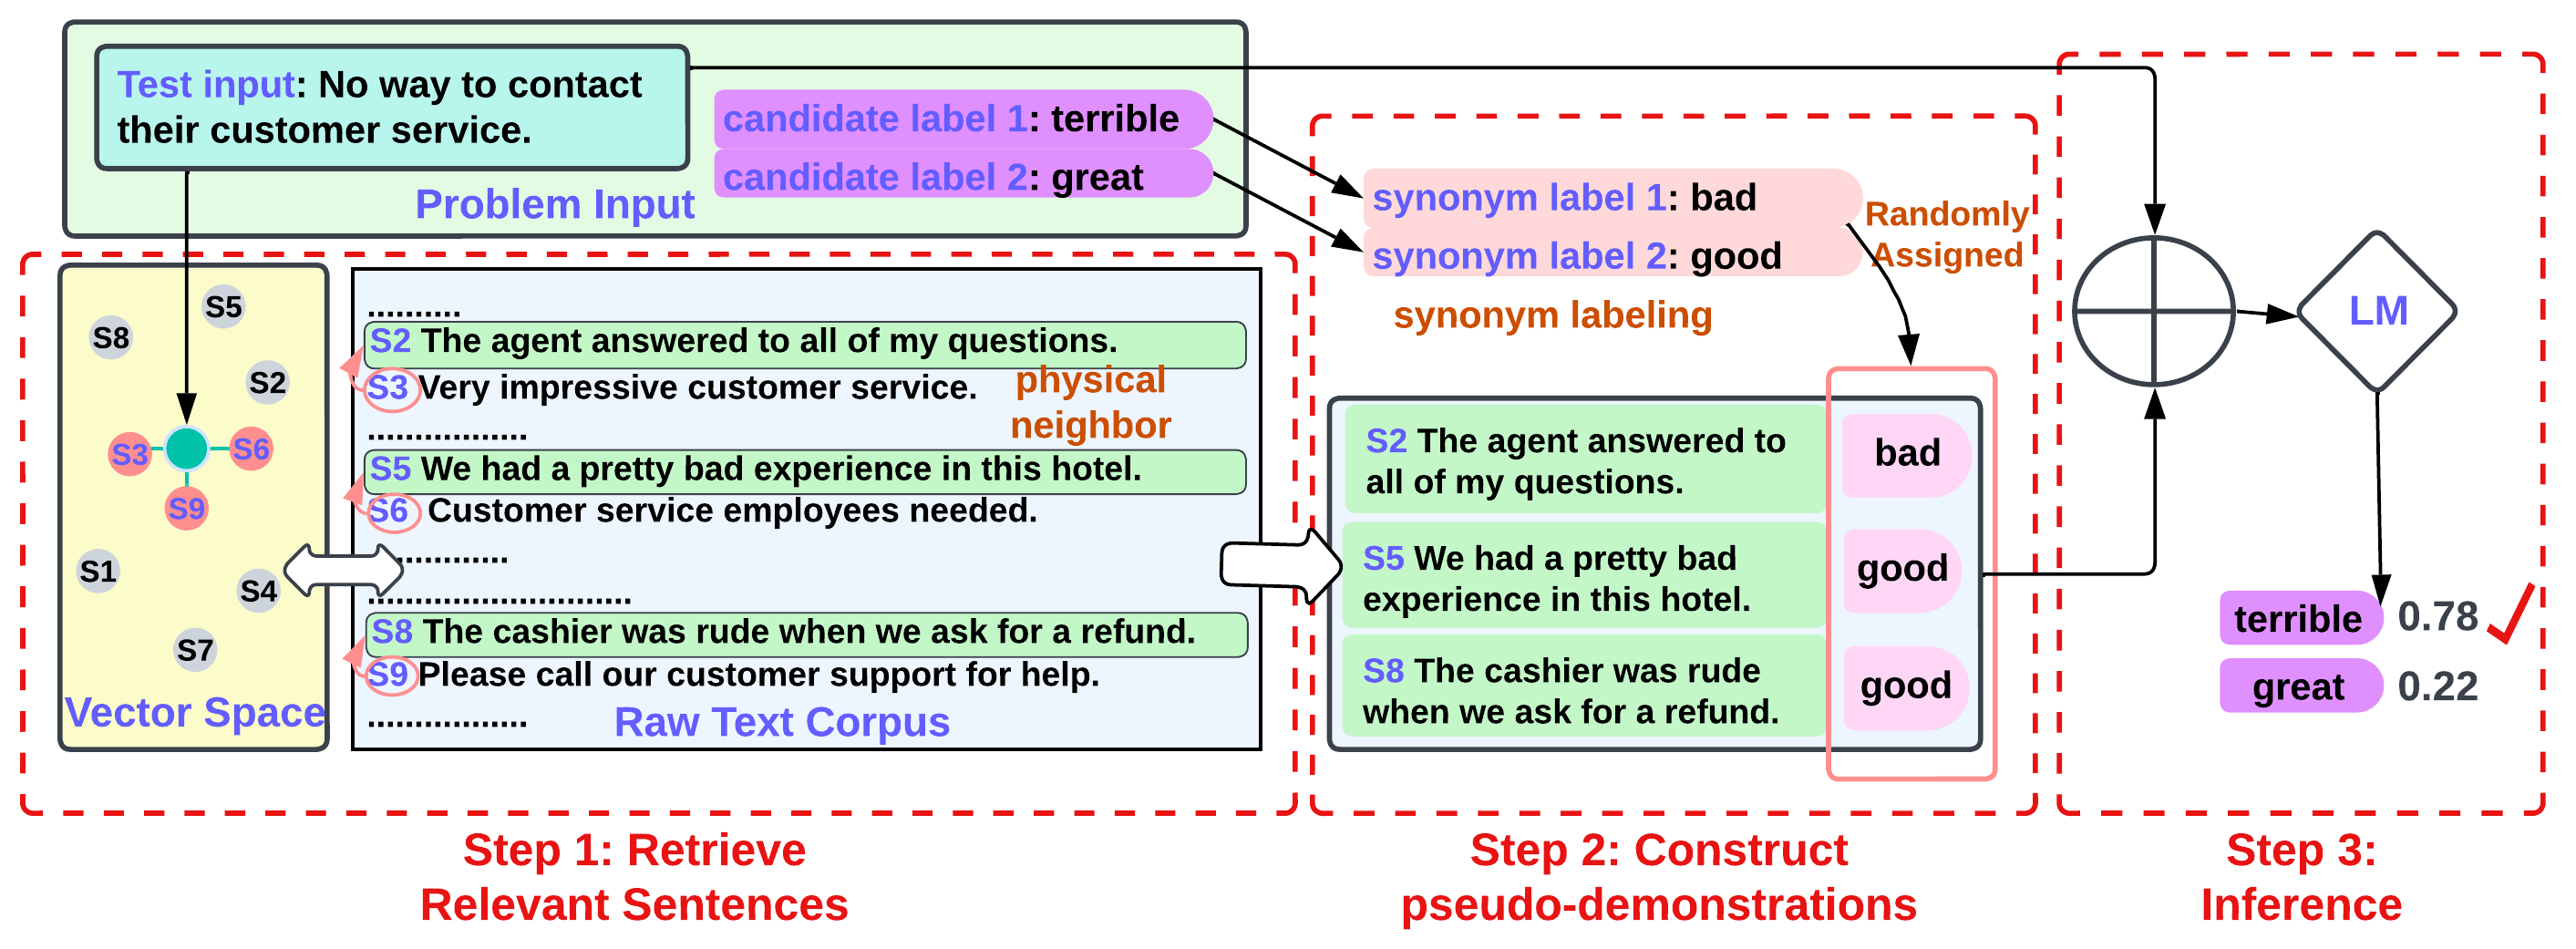 Test input: No way to contact
their customer service.
candidate label 1: terrible
candidate label 2: great
Problem Input
S5
S8
S2
S3
S6
S9
S1
S4
S7
Vector Space
..........
S2 The agent answered to all of my questions.
S3 Very impressive customer service.
physical
neighbor
.................
S5 We had a pretty bad experience in this hotel.
S6 Customer service employees needed.
...............
............................
S8 The cashier was rude when we ask for a refund.
S9 Please call our customer support for help.
.................
Raw Text Corpus
Step 1: Retrieve
Relevant Sentences
synonym label 1: bad
synonym label 2: good
Randomly
Assigned
synonym labeling
S2 The agent answered to
all of my questions.
bad
S5 We had a pretty bad
experience in this hotel.
good
S8 The cashier was rude
when we ask for a refund.
good
Step 2: Construct
pseudo-demonstrations
LM
terrible 0.78
great 0.22
Step 3:
Inference